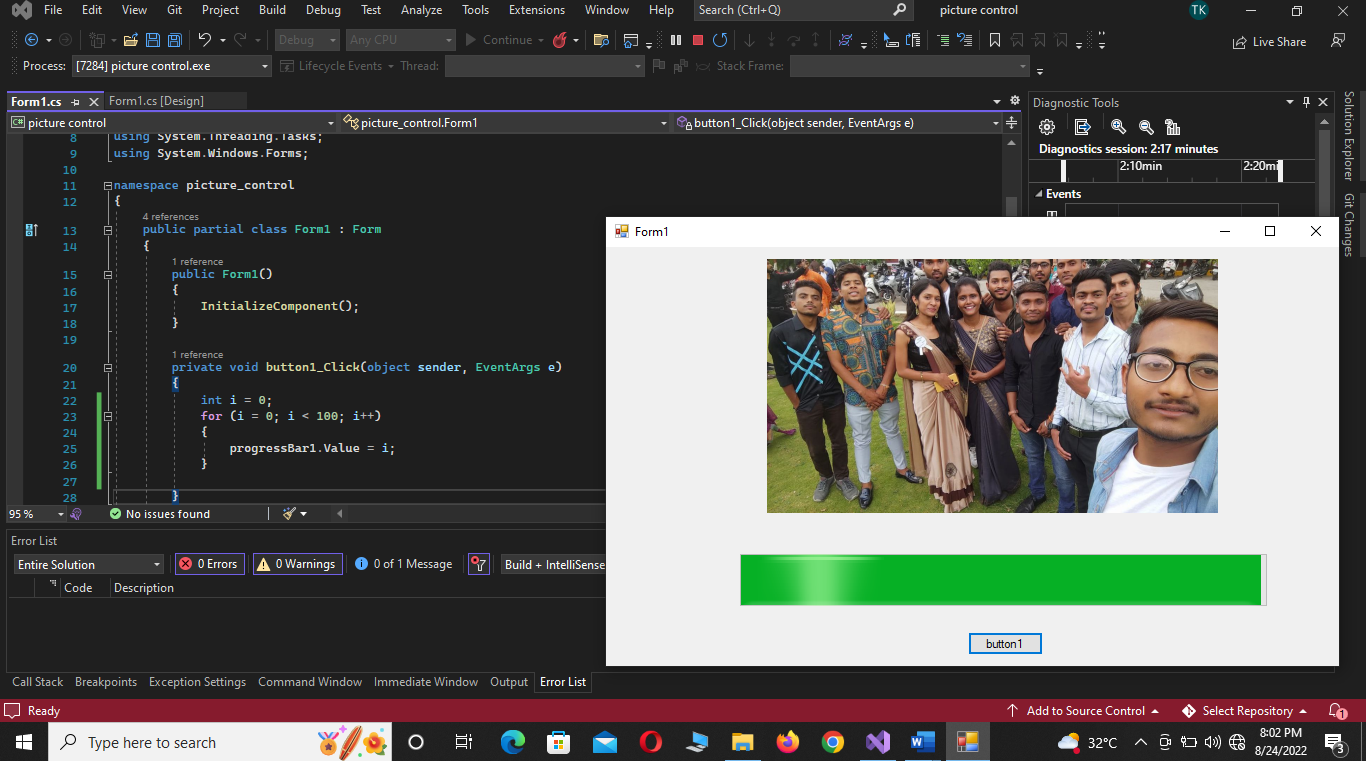 File Edit View Git Project Build Debug Test Analyze Tools Extensions Window Help Search (Ctrl+Q) picture control TK
Debug Any CPU Continue Live Share
Process: [7284] picture control.exe Lifecycle Events Thread: Stack Frame:
Form1.cs Form1.cs [Design]
picture control picture_control.Form1 button1_Click(object sender, EventArgs e)
8 using System.Threading.Tasks;
9 using System.Windows.Forms;
10
11 namespace picture_control
12 {
4 references
13 public partial class Form1 : Form
14 {
1 reference
15 public Form1()
16 {
17 InitializeComponent();
18 }
19
1 reference
20 private void button1_Click(object sender, EventArgs e)
21 {
22 int i = 0;
23 for (i = 0; i < 100; i++)
24 {
25 progressBar1.Value = i;
26 }
27
28 }
95 % No issues found
Diagnostic Tools
Diagnostics session: 2:17 minutes
2:10min 2:20mi
Events
Solution Explorer
Git Changes
Form1
button1
Error List
Entire Solution 0 Errors 0 Warnings 0 of 1 Message Build + IntelliSense
Code Description
Call Stack Breakpoints Exception Settings Command Window Immediate Window Output Error List
Ready Add to Source Control Select Repository 1
Type here to search 32°C 8:02 PM
8/24/2022 3